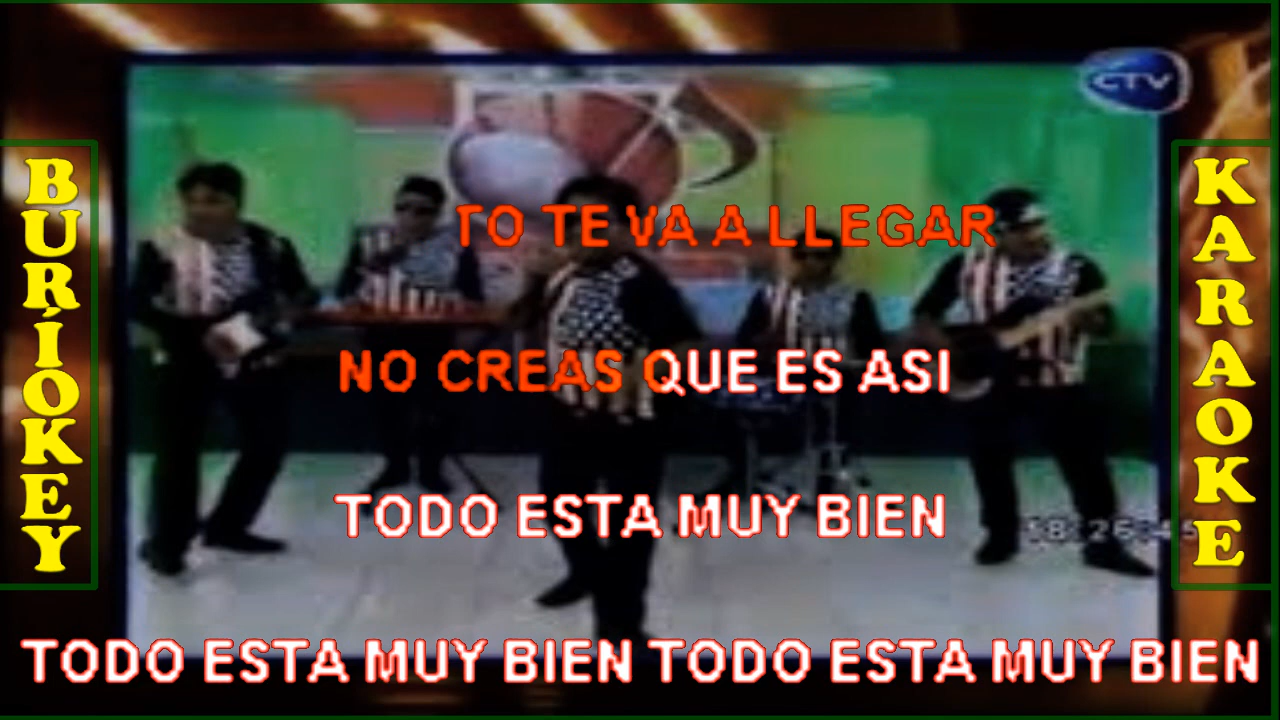 CTV
BURÍOKEY
KARAOKE
TO TE VA A LLEGAR
NO CREAS QUE ES ASI
TODO ESTA MUY BIEN
TODO ESTA MUY BIEN TODO ESTA MUY BIEN